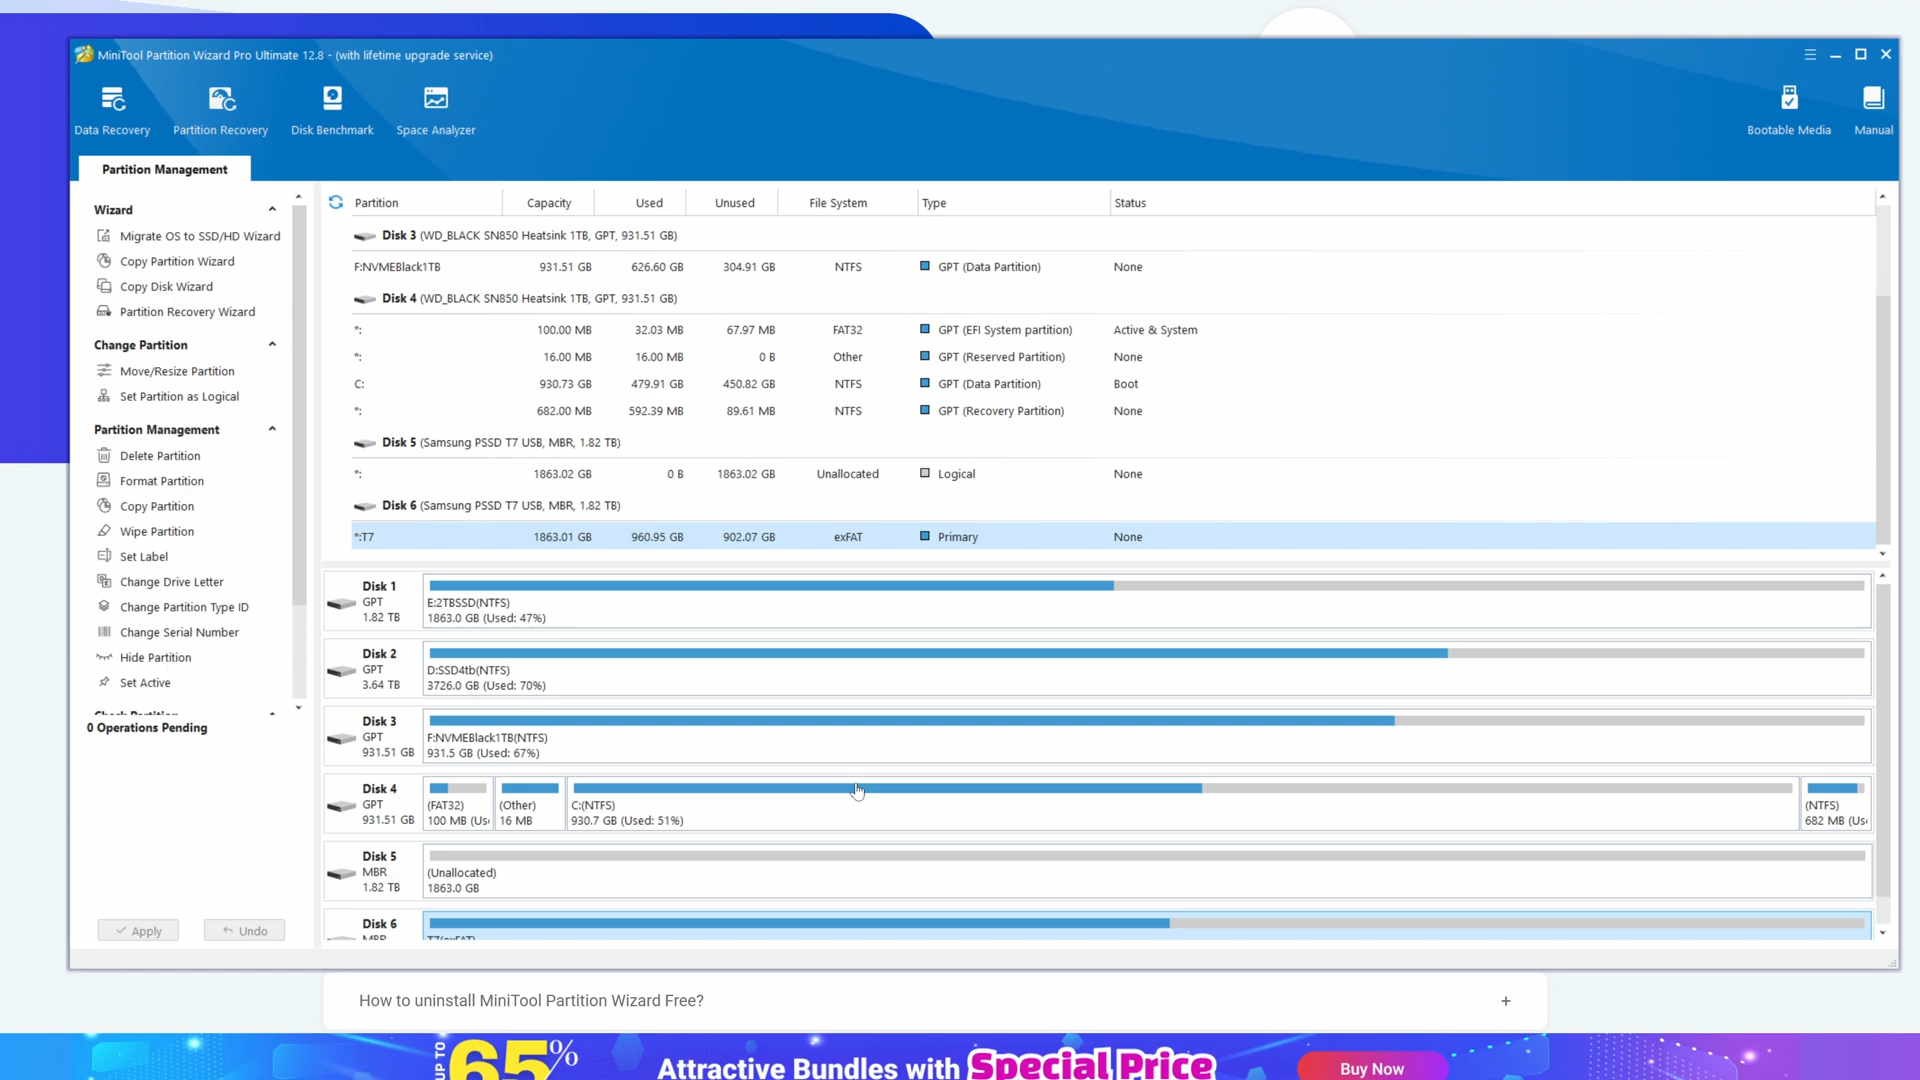 MiniTool Partition Wizard Pro Ultimate 12.8 - (with lifetime upgrade service)
Data Recovery
Partition Recovery
Disk Benchmark
Space Analyzer
Bootable Media
Manual
Partition Management
Wizard
Migrate OS to SSD/HD Wizard
Copy Partition Wizard
Copy Disk Wizard
Partition Recovery Wizard
Change Partition
Move/Resize Partition
Set Partition as Logical
Partition Management
Delete Partition
Format Partition
Copy Partition
Wipe Partition
Set Label
Change Drive Letter
Change Partition Type ID
Change Serial Number
Hide Partition
Set Active
Check Partition
0 Operations Pending
Apply
Undo
Partition Capacity Used Unused File System Type Status
Disk 3 (WD_BLACK SN850 Heatsink 1TB, GPT, 931.51 GB)
F:NVMEBlack1TB 931.51 GB 626.60 GB 304.91 GB NTFS GPT (Data Partition) None
Disk 4 (WD_BLACK SN850 Heatsink 1TB, GPT, 931.51 GB)
*: 100.00 MB 32.03 MB 67.97 MB FAT32 GPT (EFI System partition) Active & System
*: 16.00 MB 16.00 MB 0 B Other GPT (Reserved Partition) None
C: 930.73 GB 479.91 GB 450.82 GB NTFS GPT (Data Partition) Boot
*: 682.00 MB 592.39 MB 89.61 MB NTFS GPT (Recovery Partition) None
Disk 5 (Samsung PSSD T7 USB, MBR, 1.82 TB)
*: 1863.02 GB 0 B 1863.02 GB Unallocated Logical None
Disk 6 (Samsung PSSD T7 USB, MBR, 1.82 TB)
*:T7 1863.01 GB 960.95 GB 902.07 GB exFAT Primary None
Disk 1
GPT
1.82 TB
E:2TBSSD(NTFS)
1863.0 GB (Used: 47%)
Disk 2
GPT
3.64 TB
D:SSD4tb(NTFS)
3726.0 GB (Used: 70%)
Disk 3
GPT
931.51 GB
F:NVMEBlack1TB(NTFS)
931.5 GB (Used: 67%)
Disk 4
GPT
931.51 GB
(FAT32)
100 MB (Us
(Other)
16 MB
C:(NTFS)
930.7 GB (Used: 51%)
(NTFS)
682 MB (Us
Disk 5
MBR
1.82 TB
(Unallocated)
1863.0 GB
Disk 6
MBR
T7(exFAT)
How to uninstall MiniTool Partition Wizard Free? +
UP TO 65% Attractive Bundles with Special Price Buy Now